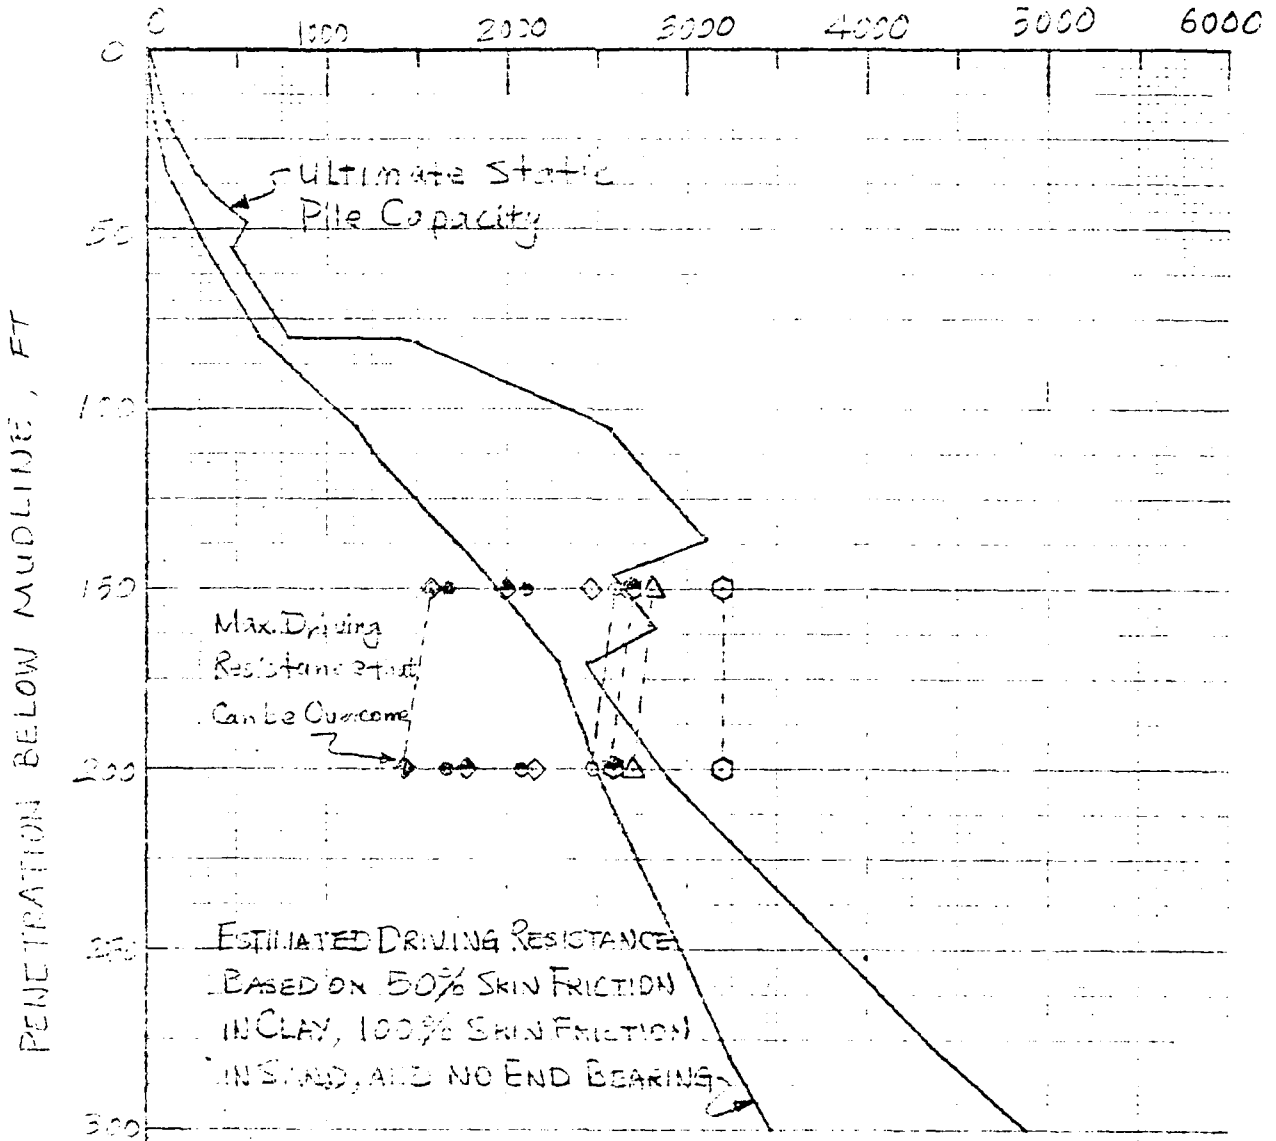 0 1000 2000 3000 4000 5000 6000
0
Ultimate Static
Pile Capacity
50
100
150
Max. Driving
Resistance that
Can be Overcome
200
ESTIMATED DRIVING RESISTANCE
BASED ON 50% SKIN FRICTION
250
IN CLAY, 100% SKIN FRICTION
IN SAND, AND NO END BEARING
300
PENETRATION BELOW MUDLINE, FT